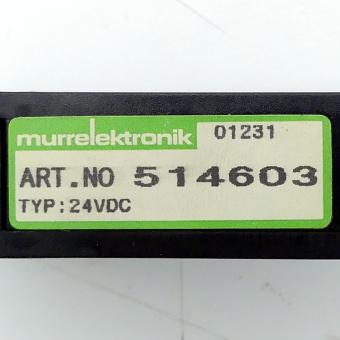 murrelektronik 01231
ART.NO 514603
TYP:24VDC